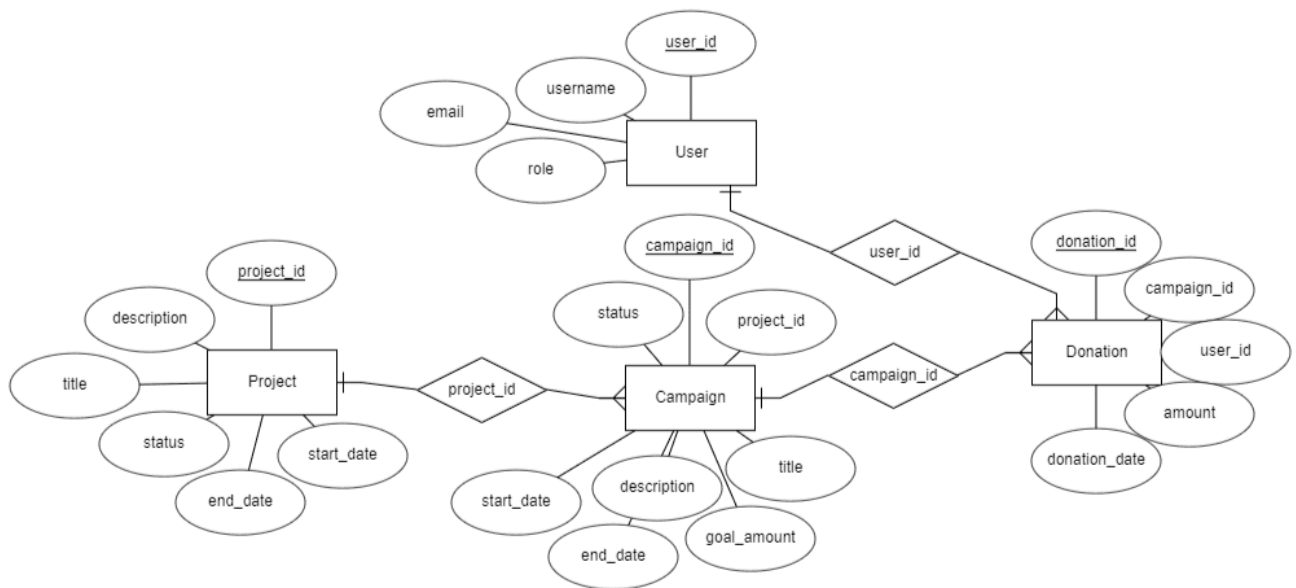 user_id
username
email
User
role
user_id
campaign_id
donation_id
project_id
campaign_id
status
project_id
description
user_id
Donation
campaign_id
Project
title
project_id
Campaign
amount
status
start_date
donation_date
title
description
start_date
end_date
goal_amount
end_date